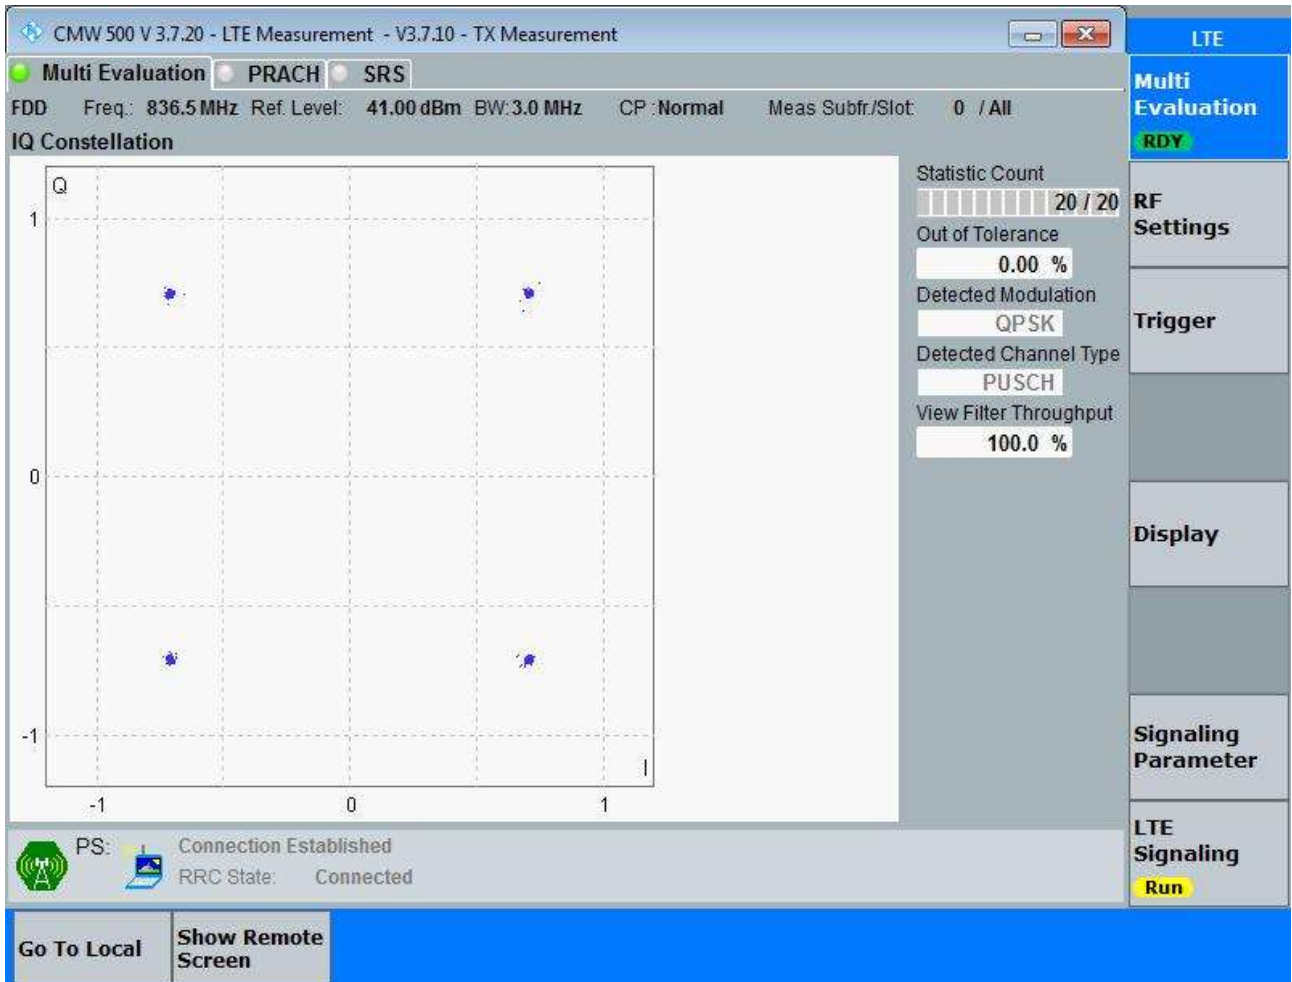 CMW 500 V 3.7.20 - LTE Measurement - V3.7.10 - TX Measurement
LTE
Multi Evaluation PRACH SRS
Multi
Evaluation
RDY
FDD Freq.: 836.5 MHz Ref. Level: 41.00 dBm BW: 3.0 MHz CP : Normal Meas Subfr./Slot: 0 / All
IQ Constellation
Q
1
0
-1
-1 0 1
I
Statistic Count
20 / 20
Out of Tolerance
0.00 %
Detected Modulation
QPSK
Detected Channel Type
PUSCH
View Filter Throughput
100.0 %
RF
Settings
Trigger
Display
Signaling
Parameter
LTE
Signaling
Run
PS: Connection Established
RRC State: Connected
Go To Local
Show Remote
Screen